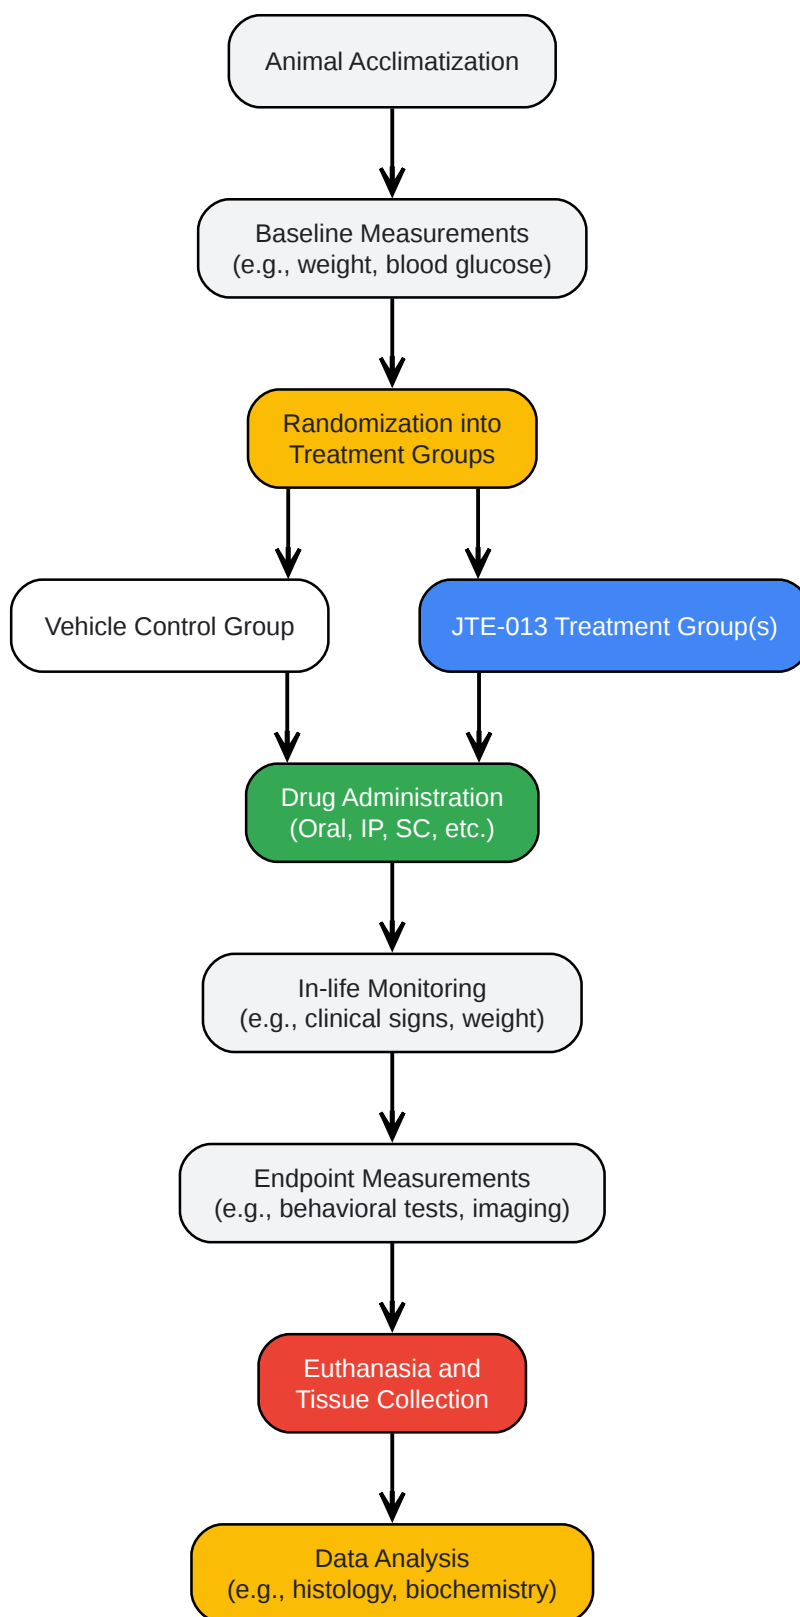 Animal Acclimatization
Baseline Measurements
(e.g., weight, blood glucose)
Randomization into
Treatment Groups
Vehicle Control Group
JTE-013 Treatment Group(s)
Drug Administration
(Oral, IP, SC, etc.)
In-life Monitoring
(e.g., clinical signs, weight)
Endpoint Measurements
(e.g., behavioral tests, imaging)
Euthanasia and
Tissue Collection
Data Analysis
(e.g., histology, biochemistry)